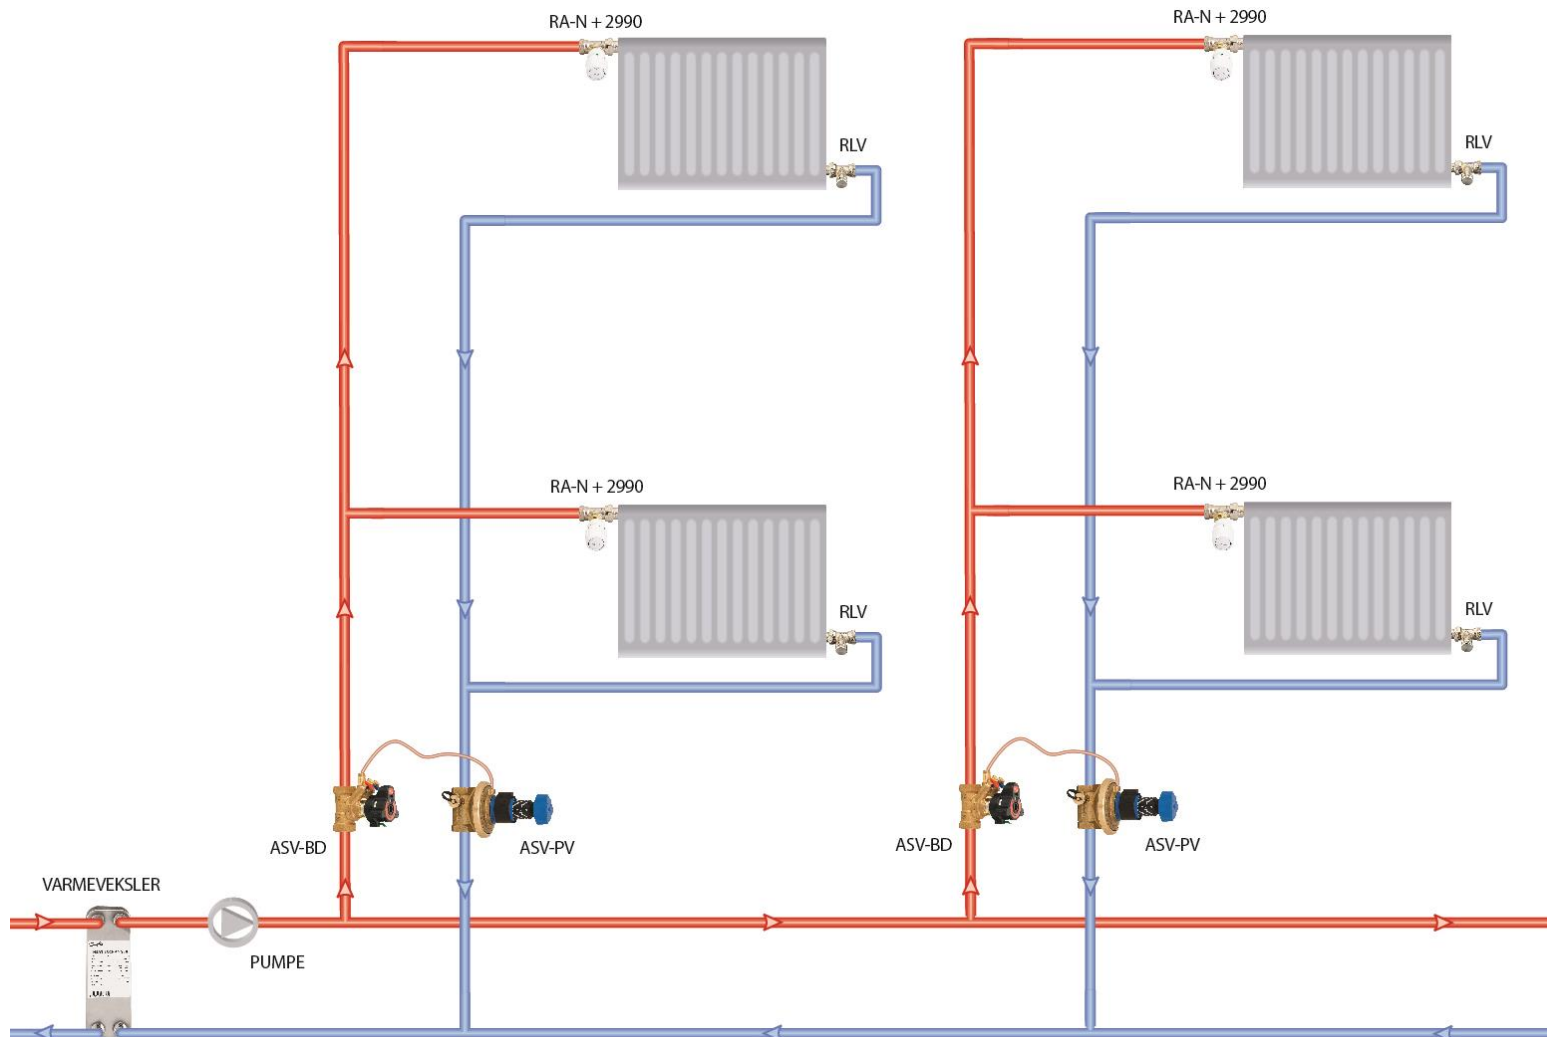 RA-N + 2990
RA-N + 2990
RLV
RLV
RA-N + 2990
RA-N + 2990
RLV
RLV
ASV-BD
ASV-PV
ASV-BD
ASV-PV
VARMEVEKSLER
PUMPE